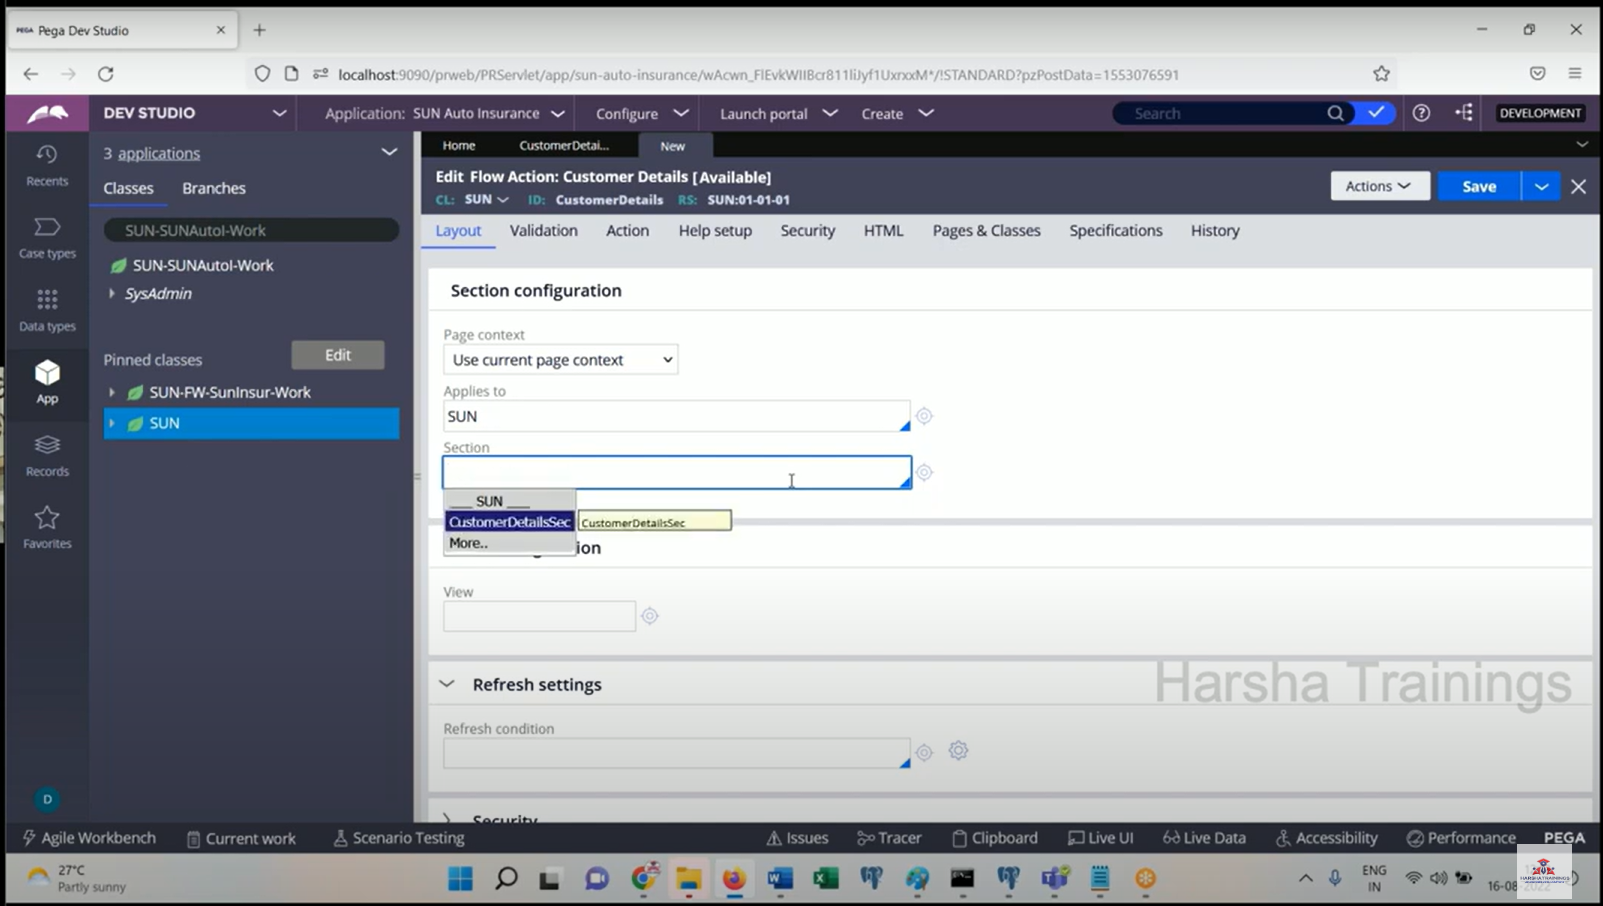 PEGA Pega Dev Studio
localhost:9090/prweb/PRServlet/app/sun-auto-insurance/wAcwn_FlEvkWIIBcr811liJyf1UxrxxM*/!STANDARD?pzPostData=1553076591
DEV STUDIO
Application: SUN Auto Insurance
Configure
Launch portal
Create
Search
DEVELOPMENT
Recents
Case types
Data types
App
Records
Favorites
D
3 applications
Classes Branches
SUN-SUNAutoI-Work
SUN-SUNAutoI-Work
SysAdmin
Pinned classes Edit
SUN-FW-SunInsur-Work
SUN
Home CustomerDetai... New
Edit Flow Action: Customer Details [Available]
CL: SUN ID: CustomerDetails RS: SUN:01-01-01
Actions Save
Layout Validation Action Help setup Security HTML Pages & Classes Specifications History
Section configuration
Page context
Use current page context
Applies to
SUN
Section
___ SUN ___
CustomerDetailsSec CustomerDetailsSec
More..
ion
View
Refresh settings
Refresh condition
Security
Harsha Trainings
Agile Workbench Current work Scenario Testing Issues Tracer Clipboard Live UI Live Data Accessibility Performance PEGA
27°C
Partly sunny
ENG
IN
16-08-2022
HARSHA TRAININGS